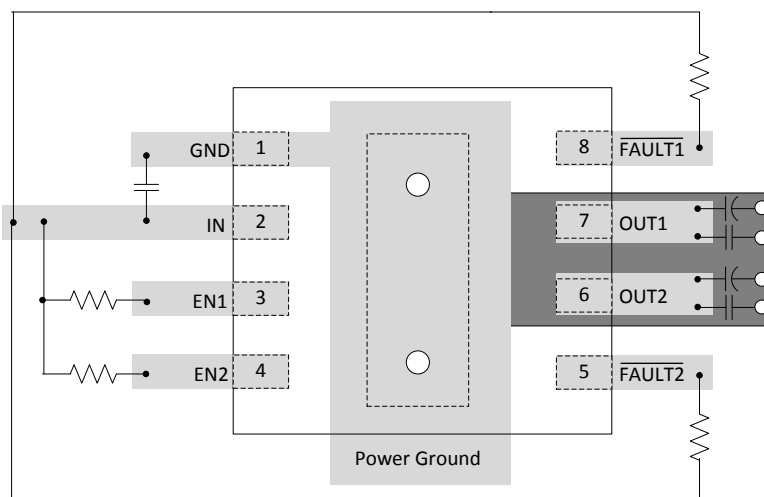 GND 1
8 FAULT1
IN 2
7 OUT1
EN1 3
6 OUT2
EN2 4
5 FAULT2
Power Ground